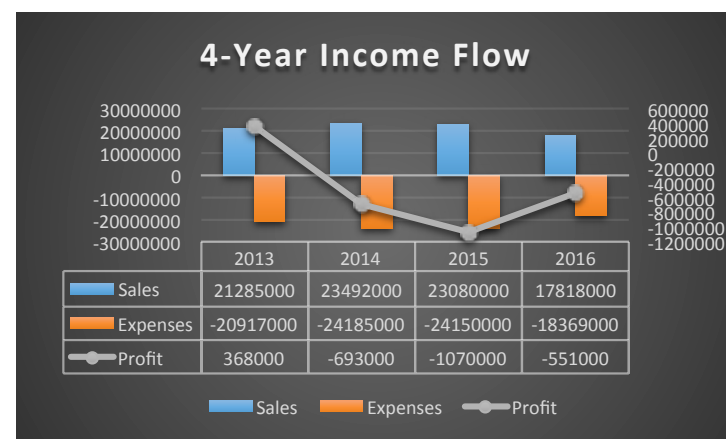 4-Year Income Flow
30000000
20000000
10000000
0
-10000000
-20000000
-30000000
600000
400000
200000
0
-200000
-400000
-600000
-800000
-1000000
-1200000
2013 2014 2015 2016
Sales 21285000 23492000 23080000 17818000
Expenses -20917000 -24185000 -24150000 -18369000
Profit 368000 -693000 -1070000 -551000
Sales Expenses Profit